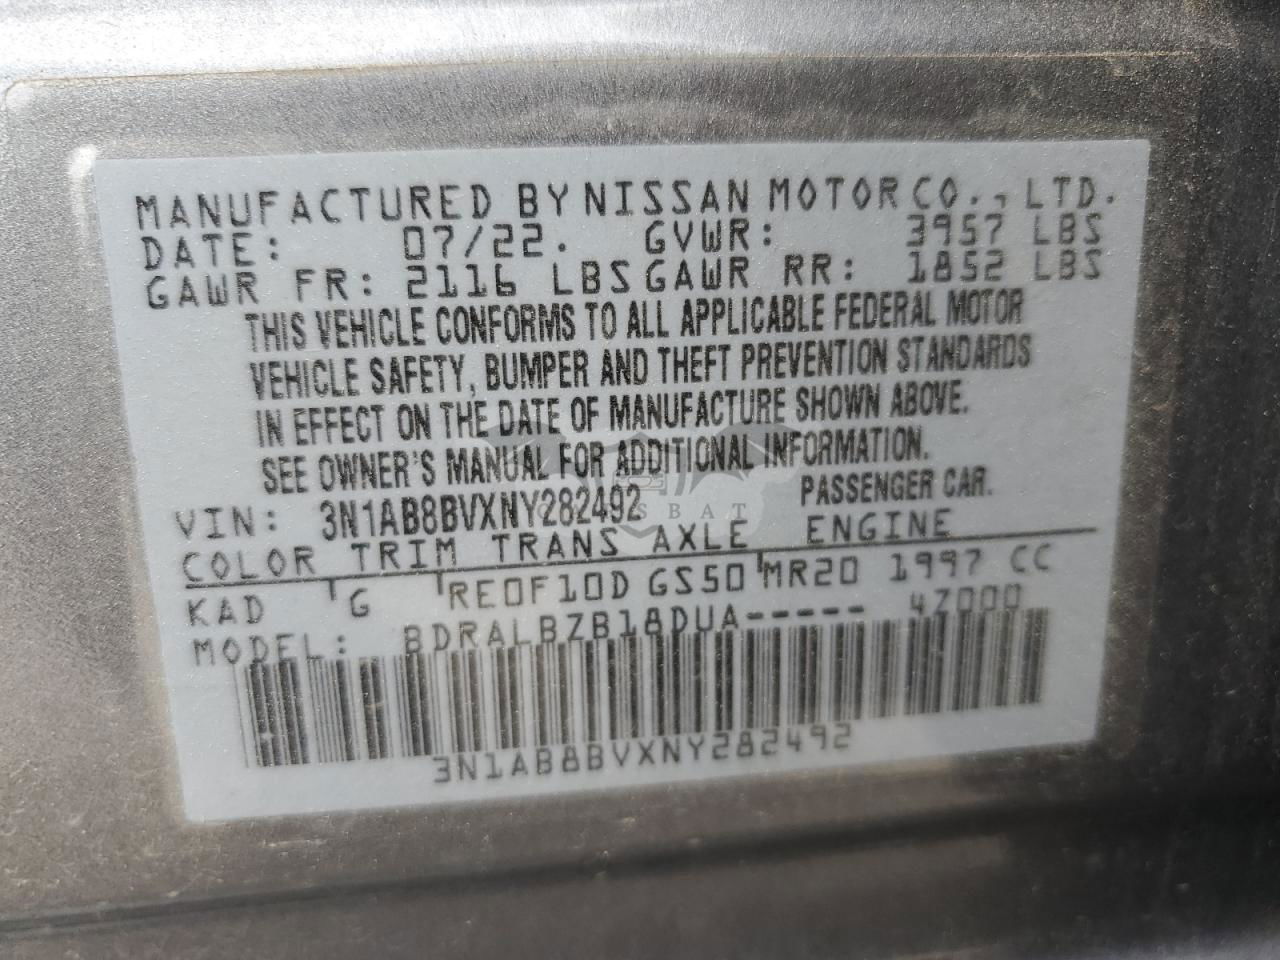 MANUFACTURED BY NISSAN MOTOR CO., LTD.
DATE: 07/22. GVWR: 3957 LBS
GAWR FR: 2116 LBS GAWR RR: 1852 LBS
THIS VEHICLE CONFORMS TO ALL APPLICABLE FEDERAL MOTOR
VEHICLE SAFETY, BUMPER AND THEFT PREVENTION STANDARDS
IN EFFECT ON THE DATE OF MANUFACTURE SHOWN ABOVE.
SEE OWNER'S MANUAL FOR ADDITIONAL INFORMATION.
VIN: 3N1AB8BVXNY282492 PASSENGER CAR.
COLOR TRIM TRANS AXLE ENGINE
KAD G RE0F10D GS50 MR20 1997 CC
MODEL: BDRALBZB18DUA----- 4Z000
3N1AB8BVXNY282492